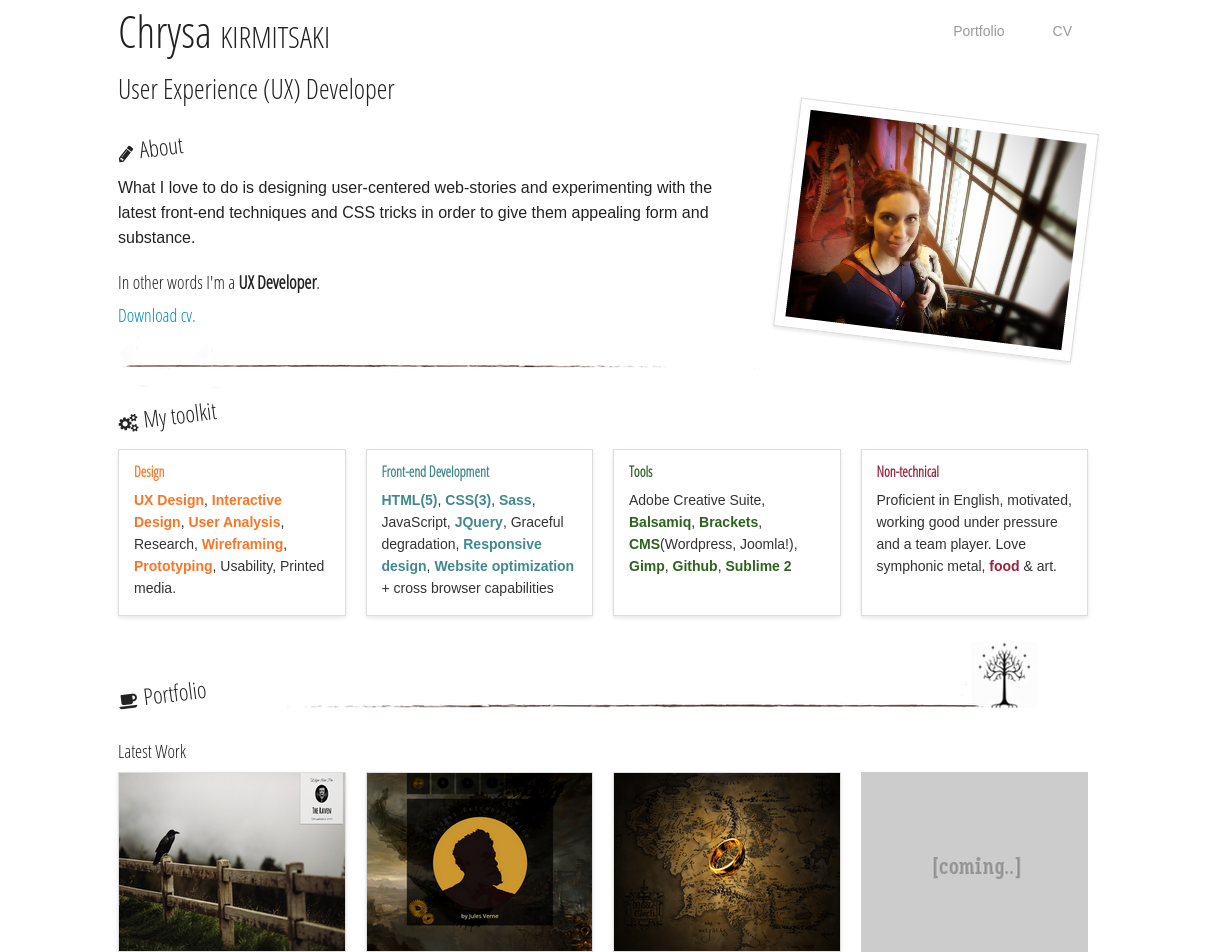 Chrysa KIRMITSAKI
Portfolio
CV
User Experience (UX) Developer
About
What I love to do is designing user-centered web-stories and experimenting with the
latest front-end techniques and CSS tricks in order to give them appealing form and
substance.
In other words I'm a UX Developer.
Download cv.
My toolkit
Design
UX Design, Interactive
Design, User Analysis,
Research, Wireframing,
Prototyping, Usability, Printed
media.
Front-end Development
HTML(5), CSS(3), Sass,
JavaScript, JQuery, Graceful
degradation, Responsive
design, Website optimization
+ cross browser capabilities
Tools
Adobe Creative Suite,
Balsamiq, Brackets,
CMS(Wordpress, Joomla!),
Gimp, Github, Sublime 2
Non-technical
Proficient in English, motivated,
working good under pressure
and a team player. Love
symphonic metal, food & art.
Portfolio
Latest Work
The Raven
by Jules Verne
[coming..]